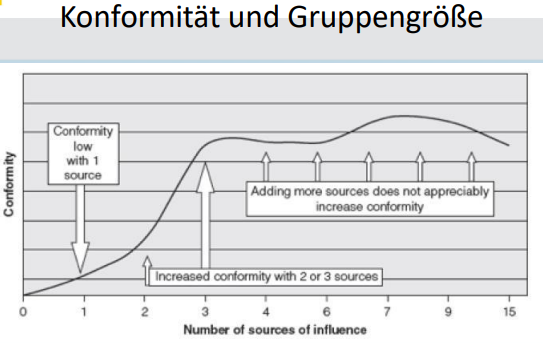 Konformität und Gruppengröße
Conformity
low
with 1
source
Conformity
Adding more sources does not appreciably
increase conformity
Increased conformity with 2 or 3 sources
0 1 2 3 4 6 7 9 15
Number of sources of influence